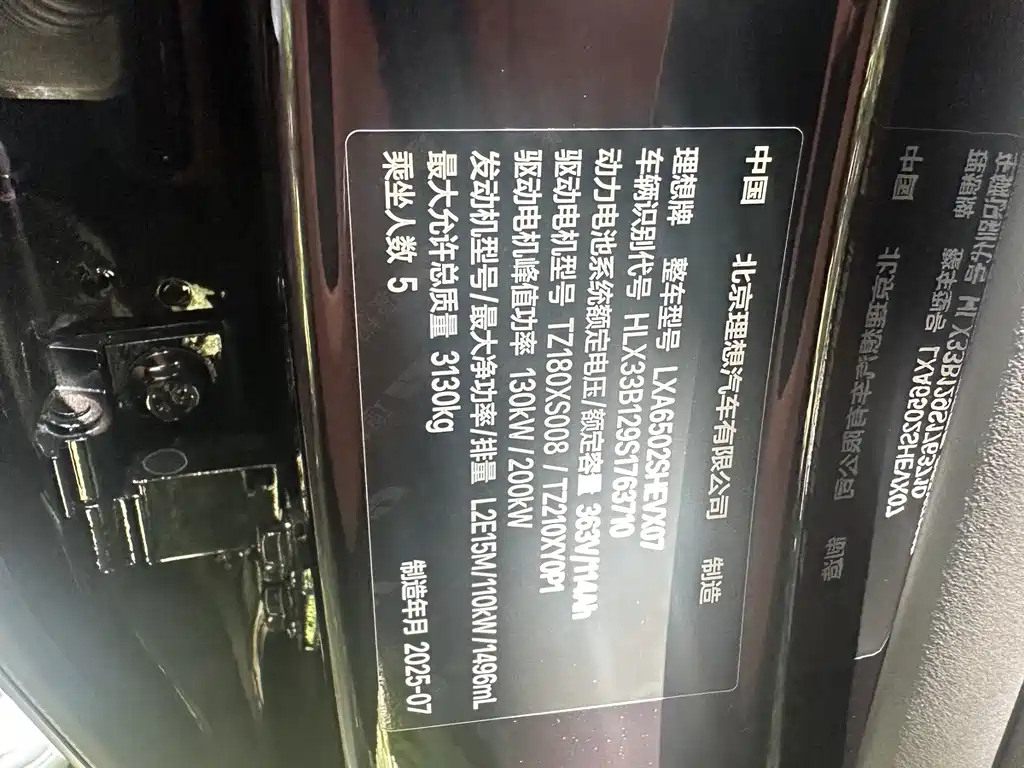 中国 北京理想汽车有限公司 制造
理想牌 整车型号 LXA6502SHEVX07
车辆识别代号 HLX33B129S1763710
动力电池系统额定电压/额定容量 363V/144Ah
驱动电机型号 TZ180XS008 / TZ210XY0P1
驱动电机峰值功率 130kW/200kW
发动机型号/最大净功率/排量 L2E15M/110kW/1496mL
最大允许总质量 3130kg
乘坐人数 5 制造年月 2025-07